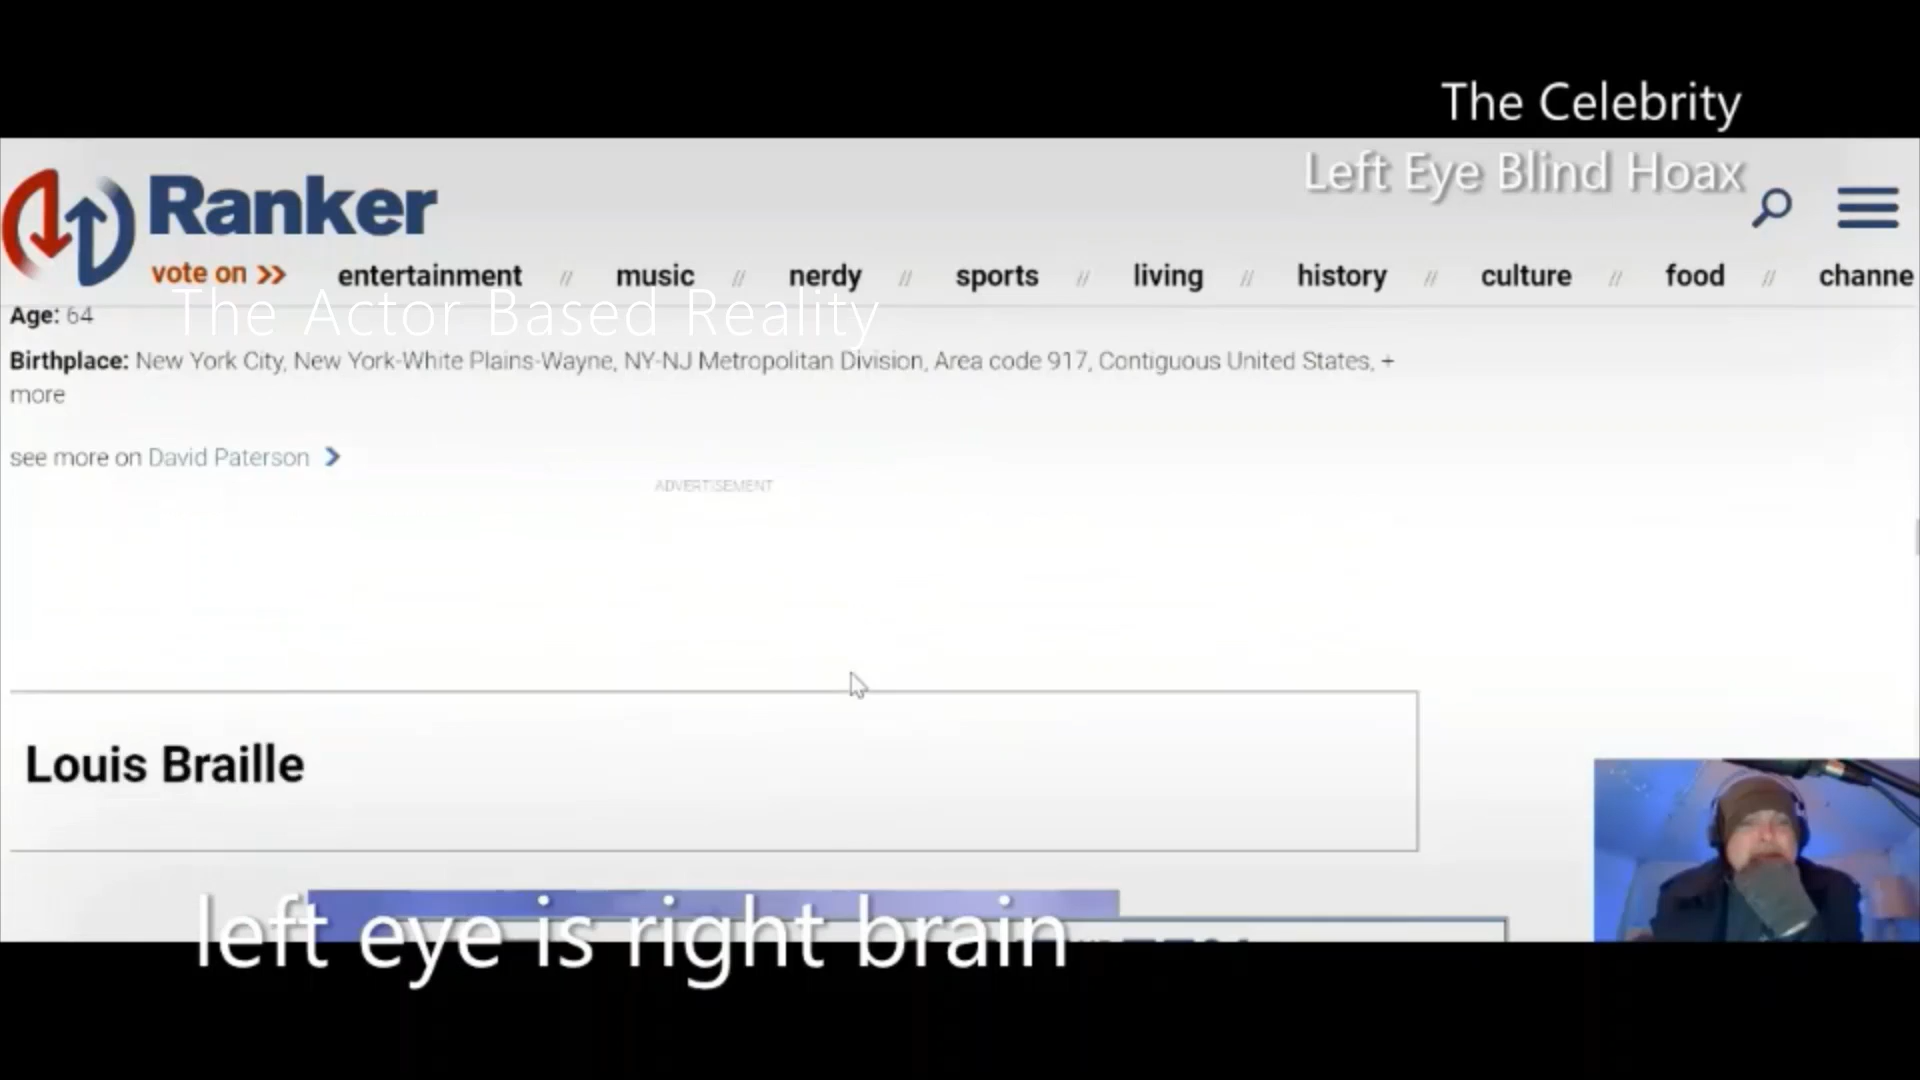 The Celebrity
Left Eye Blind Hoax
Ranker
vote on >> entertainment // music // nerdy // sports // living // history // culture // food // channe
The Actor Based Reality
Age: 64
Birthplace: New York City, New York-White Plains-Wayne, NY-NJ Metropolitan Division, Area code 917, Contiguous United States, +
more
see more on David Paterson >
ADVERTISEMENT
Louis Braille
left eye is right brain